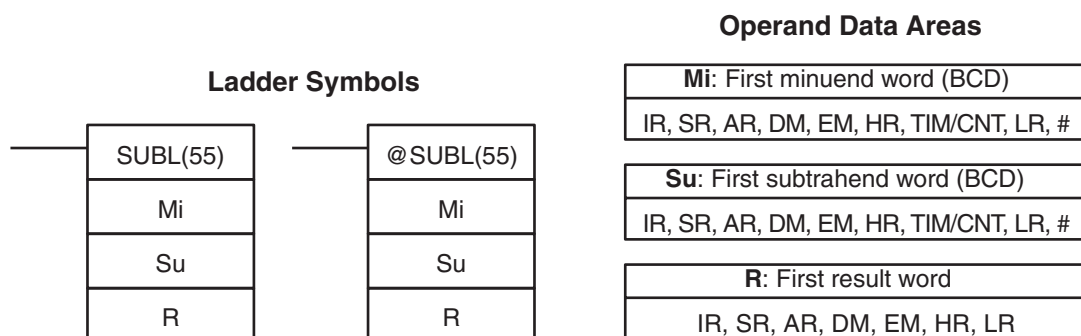 Ladder Symbols
SUBL(55)
Mi
Su
R
@SUBL(55)
Mi
Su
R
Operand Data Areas
Mi: First minuend word (BCD)
IR, SR, AR, DM, EM, HR, TIM/CNT, LR, #
Su: First subtrahend word (BCD)
IR, SR, AR, DM, EM, HR, TIM/CNT, LR, #
R: First result word
IR, SR, AR, DM, EM, HR, LR